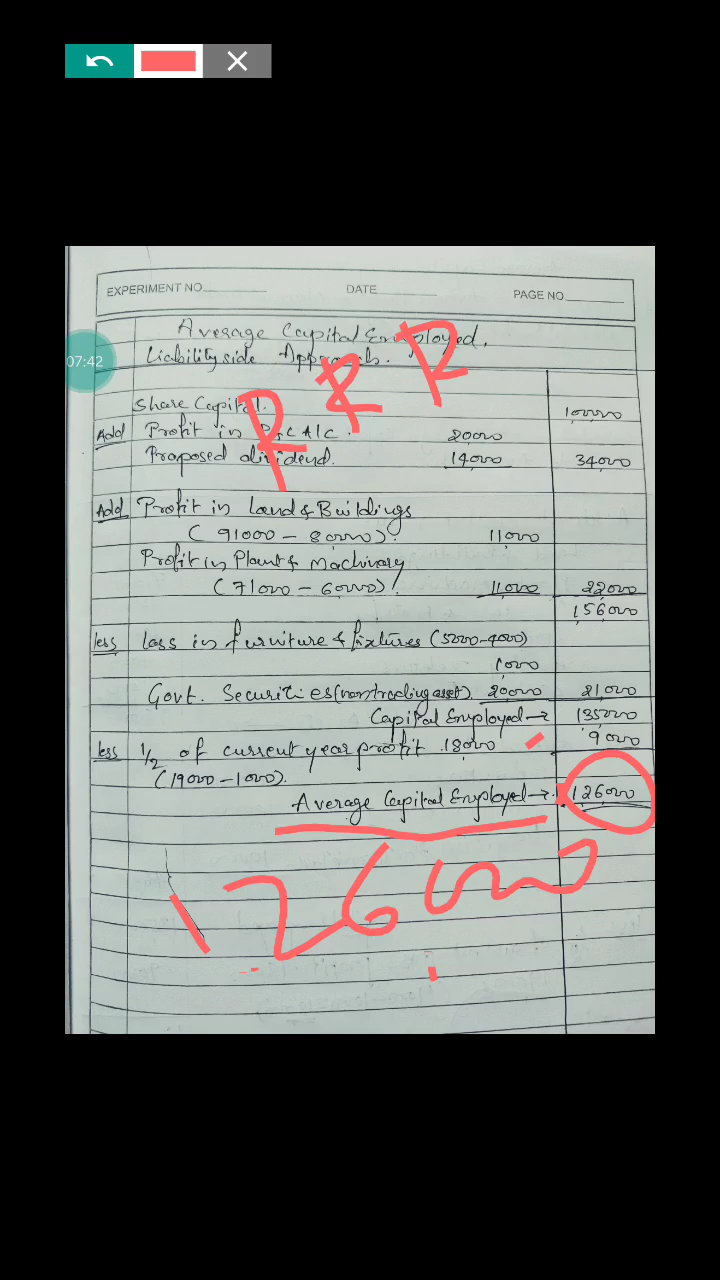 EXPERIMENT NO. DATE PAGE NO.
Average Capital Employed.
07:42 Liability side Approach.
Share Capital. 100000
Add Profit in P&L A/C. 20000
Proposed dividend. 14000 34000
Add Profit in Land & Buildings
(91000 - 80000). 11000
Profit in Plant & Machinary
(71000 - 60000) 11000 22000
156000
less loss in furniture & fixtures (5000-4000)
1000
Govt. Securities (nontrading asset) 20000 21000
Capital Employed → 135000
less 1/2 of current year profit 18000 9000
(19000-1000).
Average Capital Employed → 126000
R R R
126000